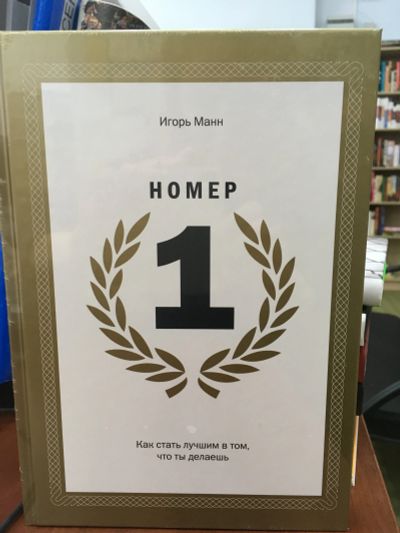 Игорь Манн
НОМЕР
1
Как стать лучшим в том,
что ты делаешь